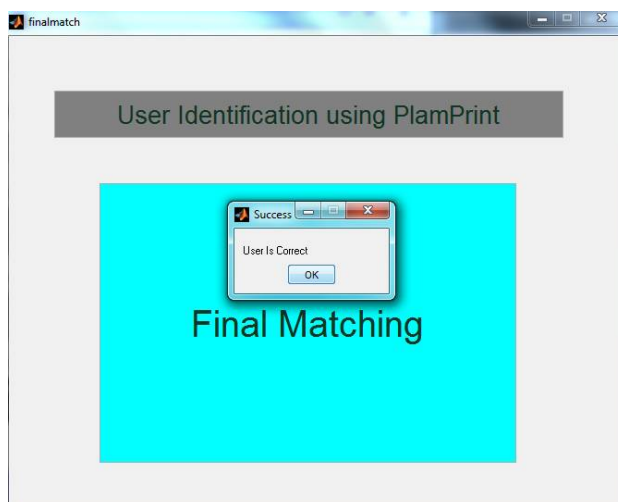 finalmatch
User Identification using PlamPrint
Success
User Is Correct
OK
Final Matching